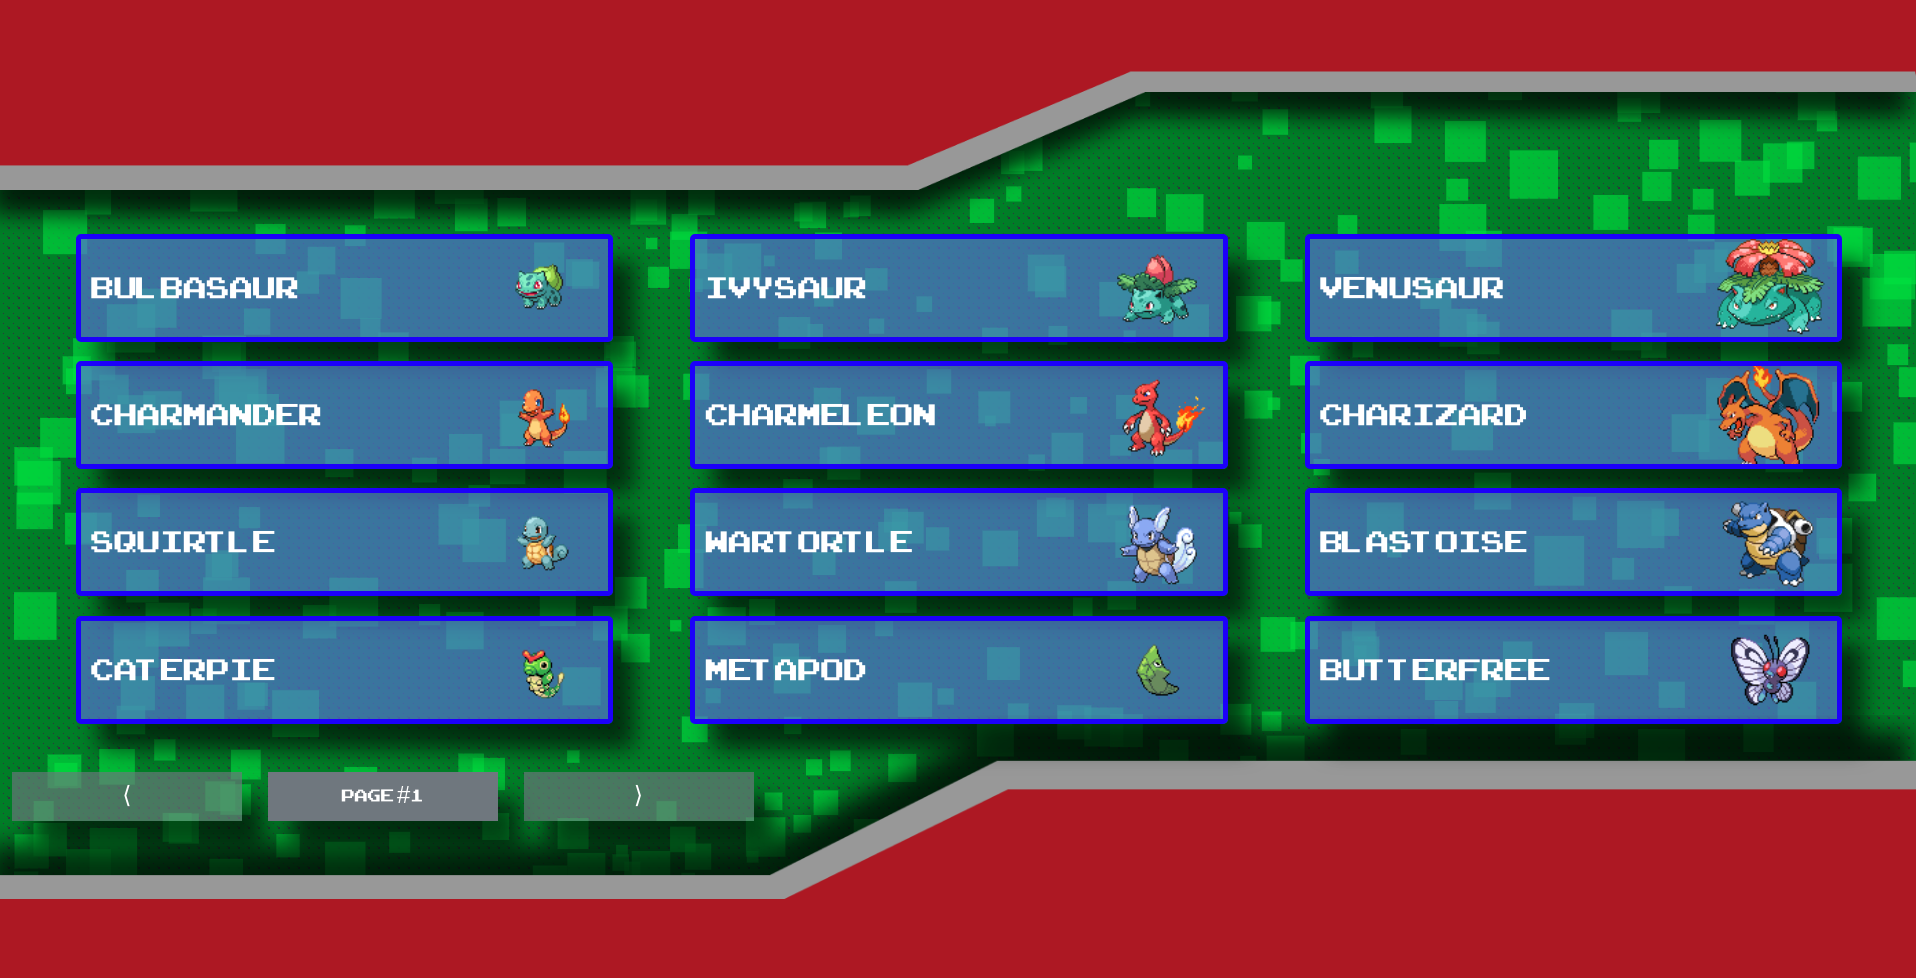 BULBASAUR
IVYSAUR
VENUSAUR
CHARMANDER
CHARMELEON
CHARIZARD
SQUIRTLE
WARTORTLE
BLASTOISE
CATERPIE
METAPOD
BUTTERFREE
⟨ PAGE#1 ⟩